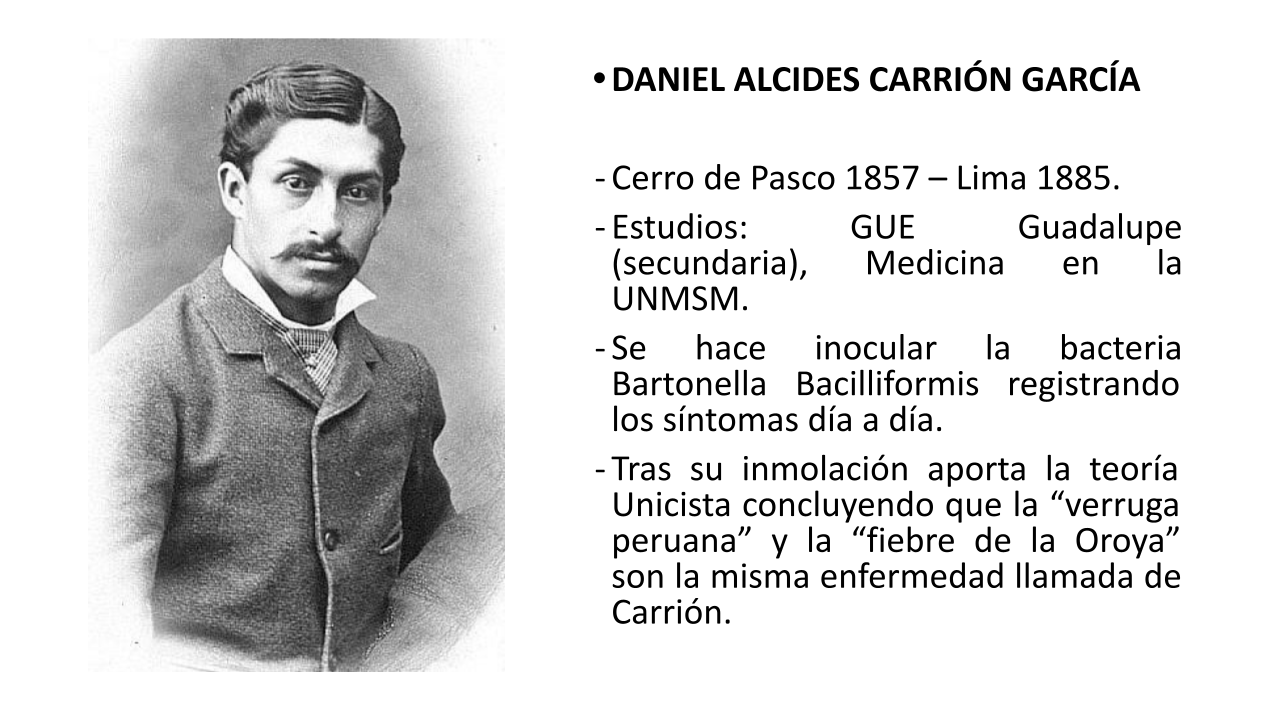 • DANIEL ALCIDES CARRIÓN GARCÍA
- Cerro de Pasco 1857 – Lima 1885.
- Estudios: GUE Guadalupe
(secundaria), Medicina en la
UNMSM.
- Se hace inocular la bacteria
Bartonella Bacilliformis registrando
los síntomas día a día.
- Tras su inmolación aporta la teoría
Unicista concluyendo que la “verruga
peruana” y la “fiebre de la Oroya”
son la misma enfermedad llamada de
Carrión.